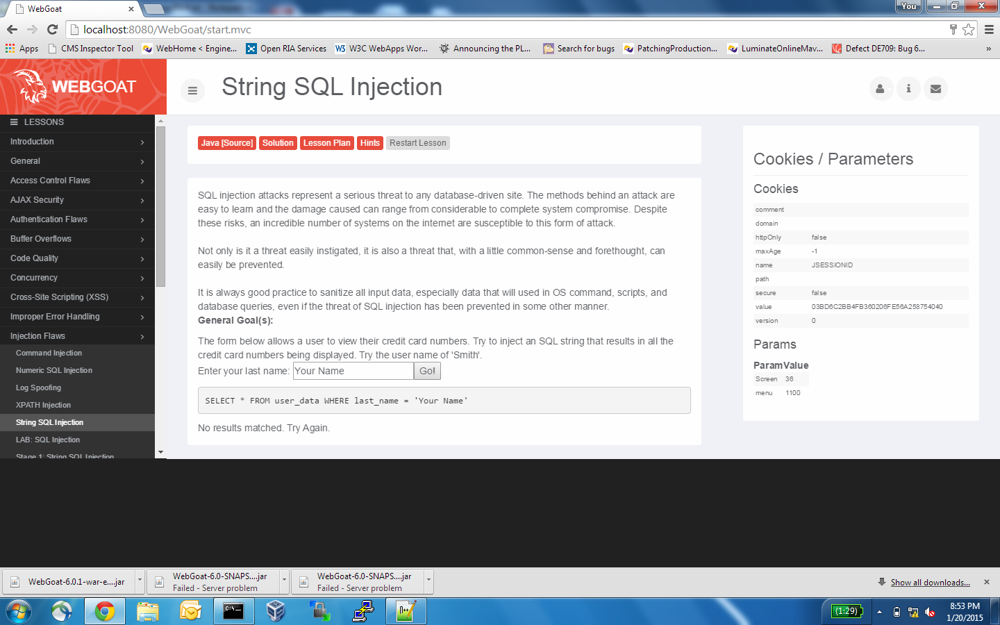 WebGoat
You
localhost:8080/WebGoat/start.mvc
Apps
CMS Inspector Tool
WebHome < Engine...
Open RIA Services
W3C WebApps Wor...
Announcing the PL...
Search for bugs
PatchingProduction...
LuminateOnlineMav...
Defect DE709: Bug 6...
»
WEBGOAT
String SQL Injection
LESSONS
Introduction
General
Access Control Flaws
AJAX Security
Authentication Flaws
Buffer Overflows
Code Quality
Concurrency
Cross-Site Scripting (XSS)
Improper Error Handling
Injection Flaws
Command Injection
Numeric SQL Injection
Log Spoofing
XPATH Injection
String SQL Injection
LAB: SQL Injection
Stage 1: String SQL Injection
Java [Source] Solution Lesson Plan Hints Restart Lesson
SQL injection attacks represent a serious threat to any database-driven site. The methods behind an attack are
easy to learn and the damage caused can range from considerable to complete system compromise. Despite
these risks, an incredible number of systems on the internet are susceptible to this form of attack.
Not only is it a threat easily instigated, it is also a threat that, with a little common-sense and forethought, can
easily be prevented.
It is always good practice to sanitize all input data, especially data that will used in OS command, scripts, and
database queries, even if the threat of SQL injection has been prevented in some other manner.
General Goal(s):
The form below allows a user to view their credit card numbers. Try to inject an SQL string that results in all the
credit card numbers being displayed. Try the user name of 'Smith'.
Enter your last name: Your Name Go!
SELECT * FROM user_data WHERE last_name = 'Your Name'
No results matched. Try Again.
Cookies / Parameters
Cookies
comment
domain
httpOnly false
maxAge -1
name JSESSIONID
path
secure false
value 03BD6C2BB4FB360206FE56A258754040
version 0
Params
ParamValue
Screen 36
menu 1100
WebGoat-6.0.1-war-e....jar
WebGoat-6.0-SNAPS....jar
Failed - Server problem
WebGoat-6.0-SNAPS....jar
Failed - Server problem
Show all downloads...
C:\.
(1:29)
8:53 PM
1/20/2015